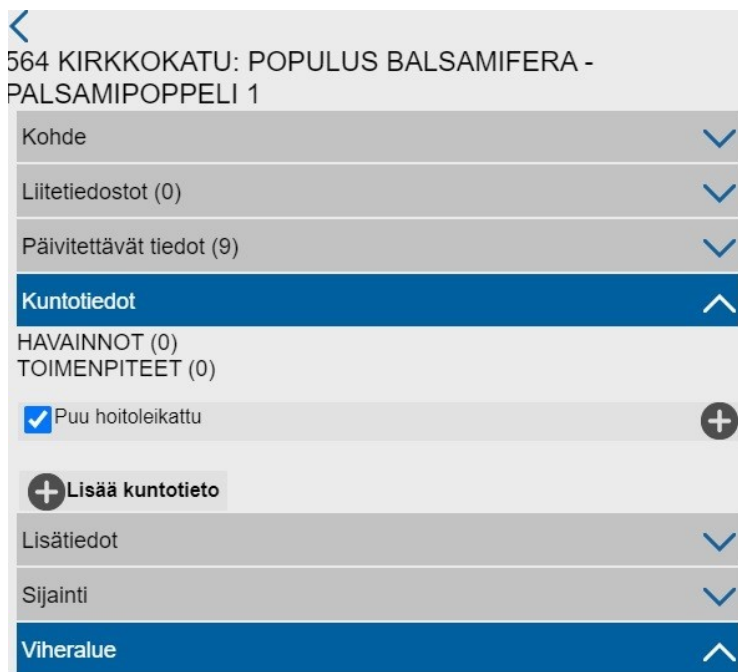 564 KIRKKOKATU: POPULUS BALSAMIFERA -
PALSAMIPOPPELI 1
Kohde
Liitetiedostot (0)
Päivitettävät tiedot (9)
Kuntotiedot
HAVAINNOT (0)
TOIMENPITEET (0)
Puu hoitoleikattu
Lisää kuntotieto
Lisätiedot
Sijainti
Viheralue